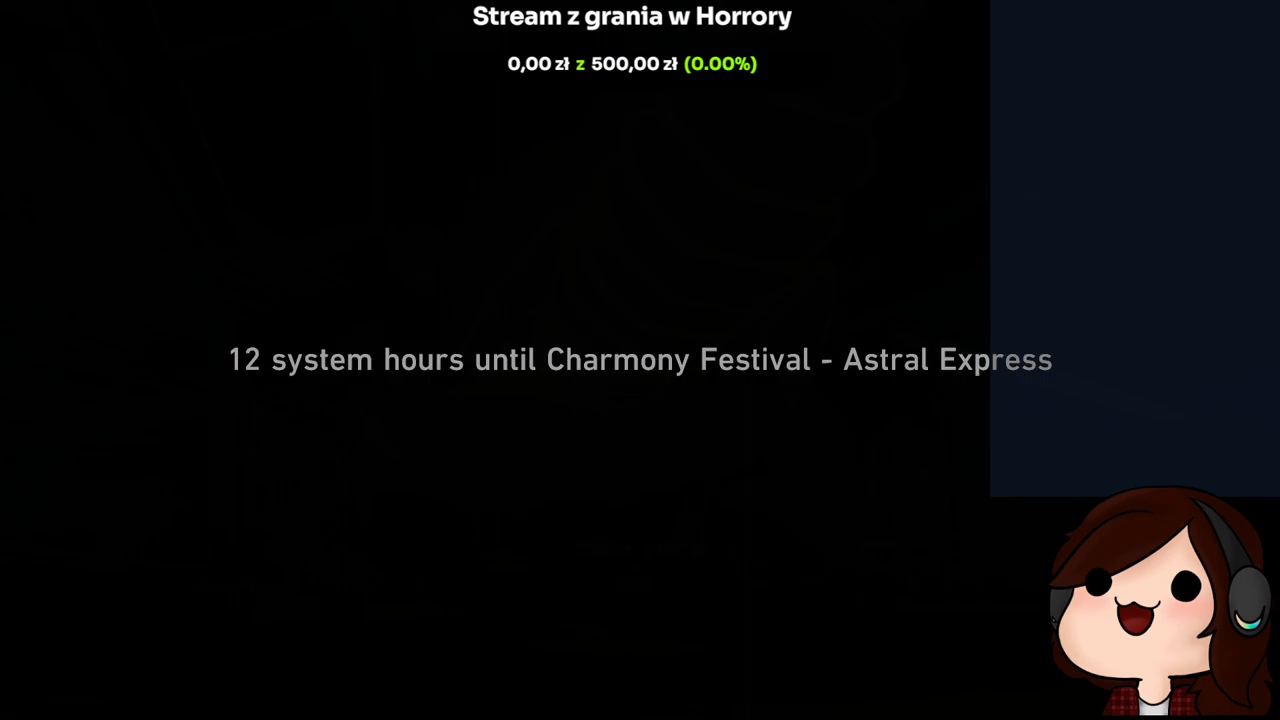 Stream z grania w Horrory
0,00 zł z 500,00 zł (0.00%)
12 system hours until Charmony Festival - Astral Express